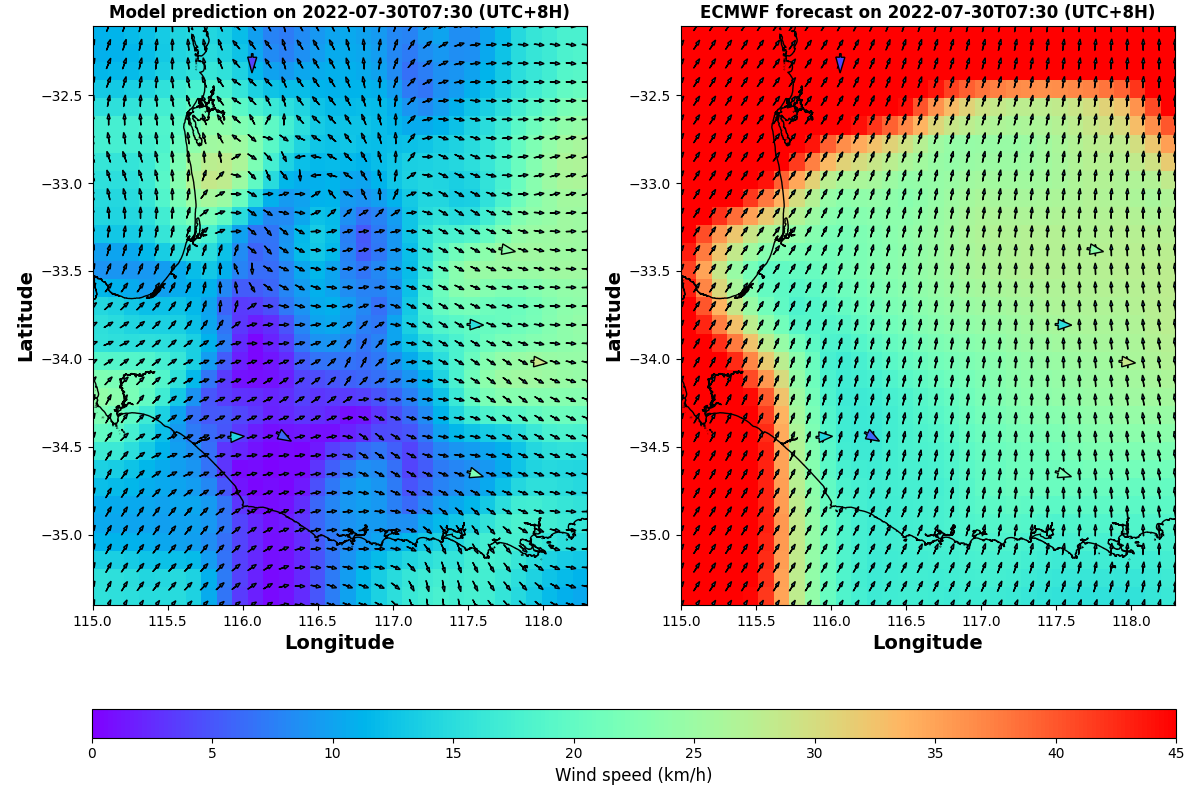 Model prediction on 2022-07-30T07:30 (UTC+8H)
ECMWF forecast on 2022-07-30T07:30 (UTC+8H)
Latitude
−32.5
−33.0
−33.5
−34.0
−34.5
−35.0
115.0 115.5 116.0 116.5 117.0 117.5 118.0
Longitude
Latitude
−32.5
−33.0
−33.5
−34.0
−34.5
−35.0
115.0 115.5 116.0 116.5 117.0 117.5 118.0
Longitude
0 5 10 15 20 25 30 35 40 45
Wind speed (km/h)